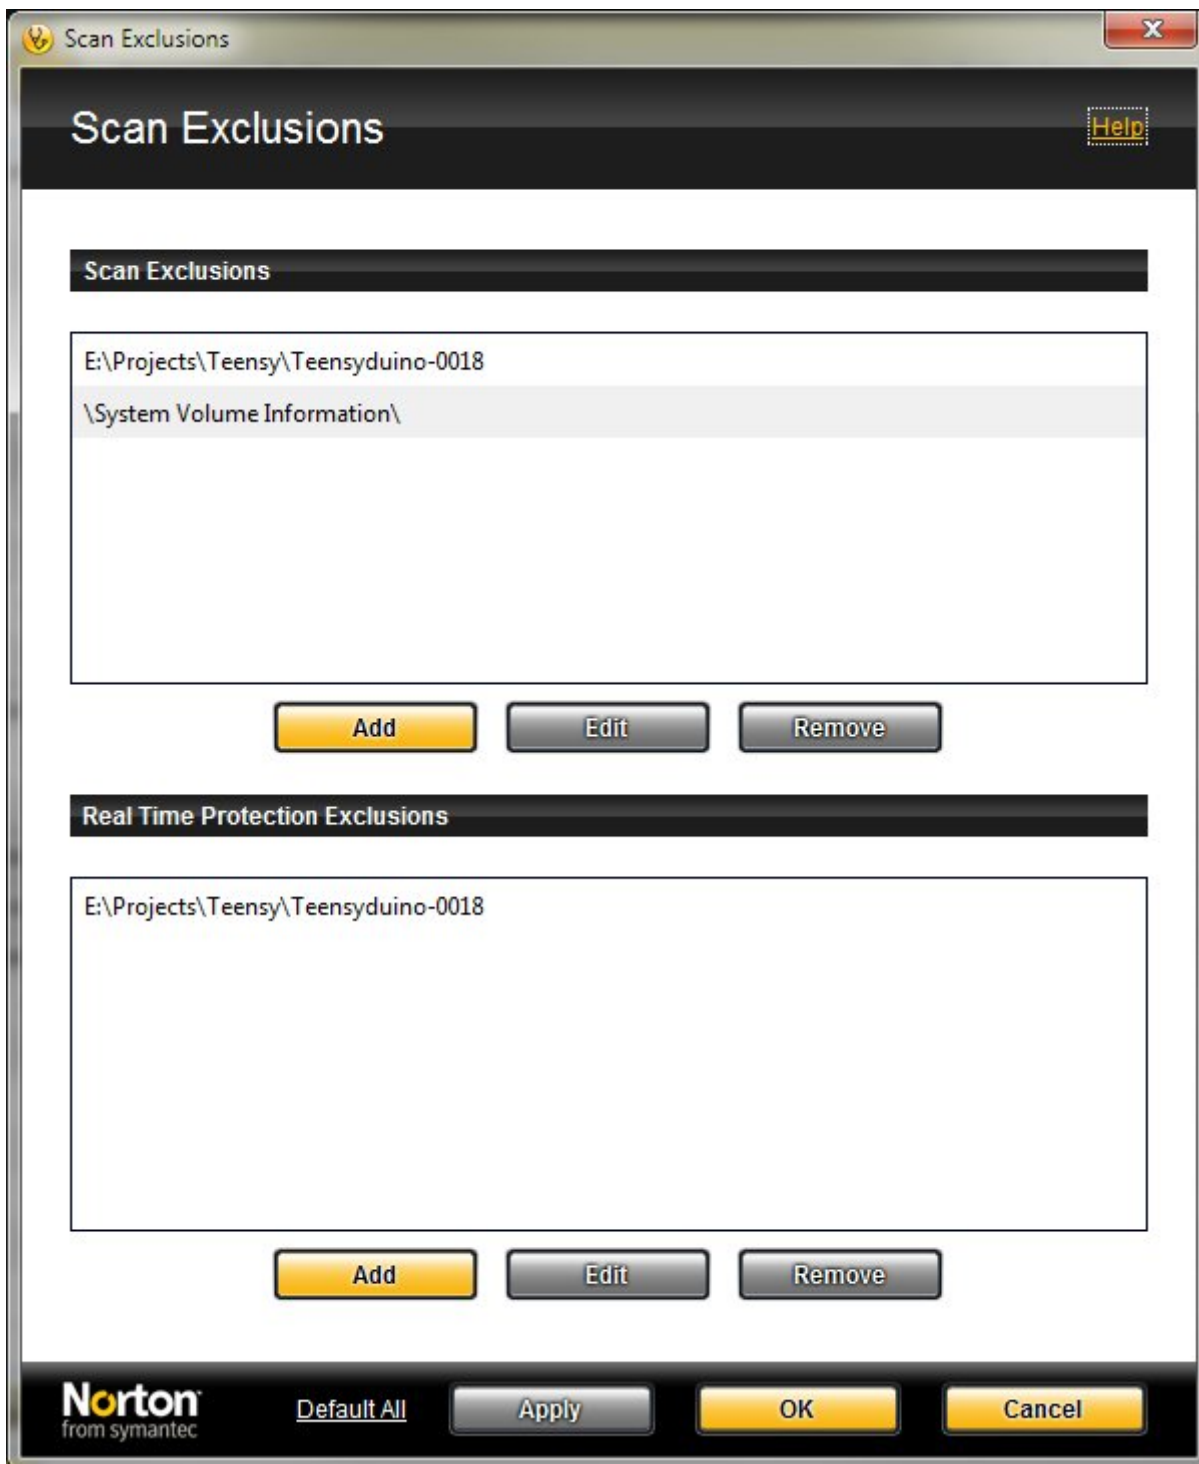 Scan Exclusions
X
Scan Exclusions
Help
Scan Exclusions
E:\Projects\Teensy\Teensyduino-0018
\System Volume Information\
Add Edit Remove
Real Time Protection Exclusions
E:\Projects\Teensy\Teensyduino-0018
Add Edit Remove
Norton
from symantec
Default All Apply OK Cancel